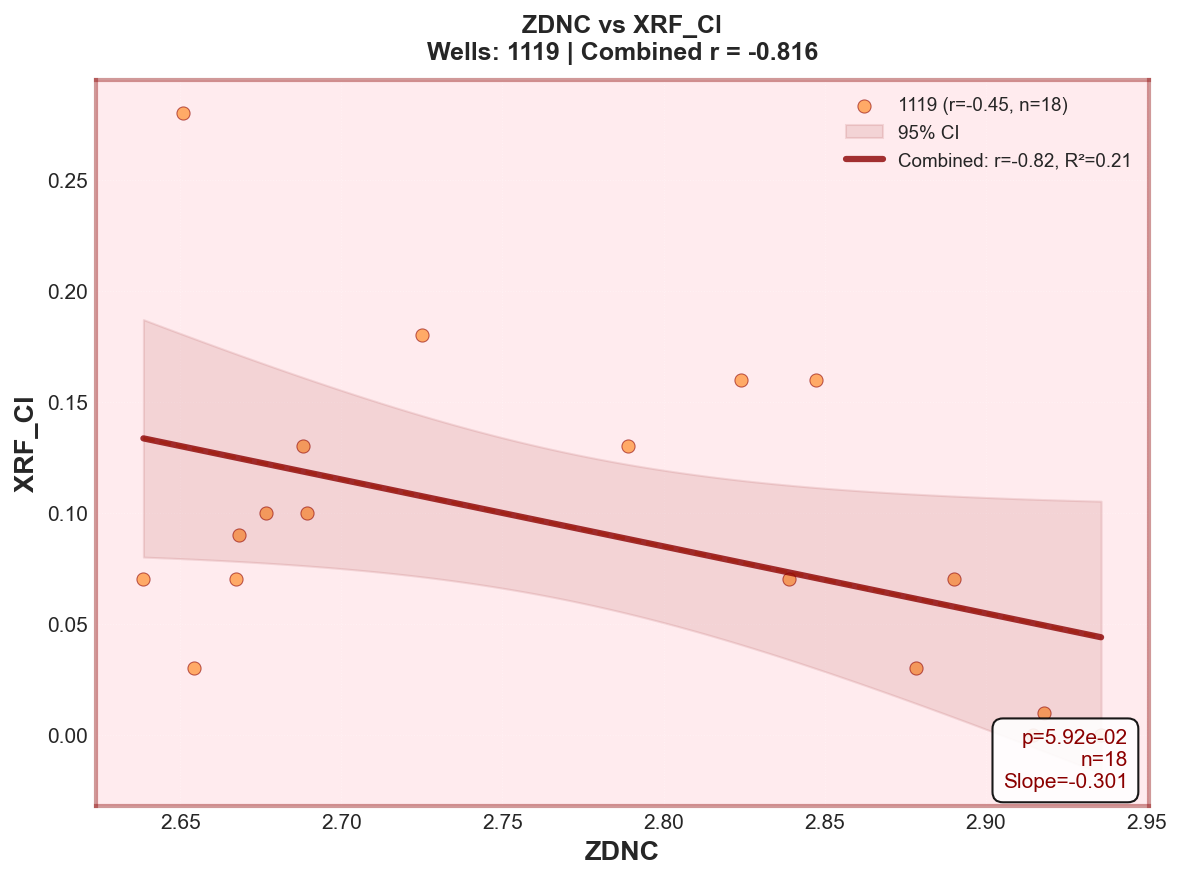 ZDNC vs XRF_CI
Wells: 1119 | Combined r = -0.816
1119 (r=-0.45, n=18)
95% CI
Combined: r=-0.82, R²=0.21
XRF_CI
0.25
0.20
0.15
0.10
0.05
0.00
p=5.92e-02
n=18
Slope=-0.301
2.65 2.70 2.75 2.80 2.85 2.90 2.95
ZDNC